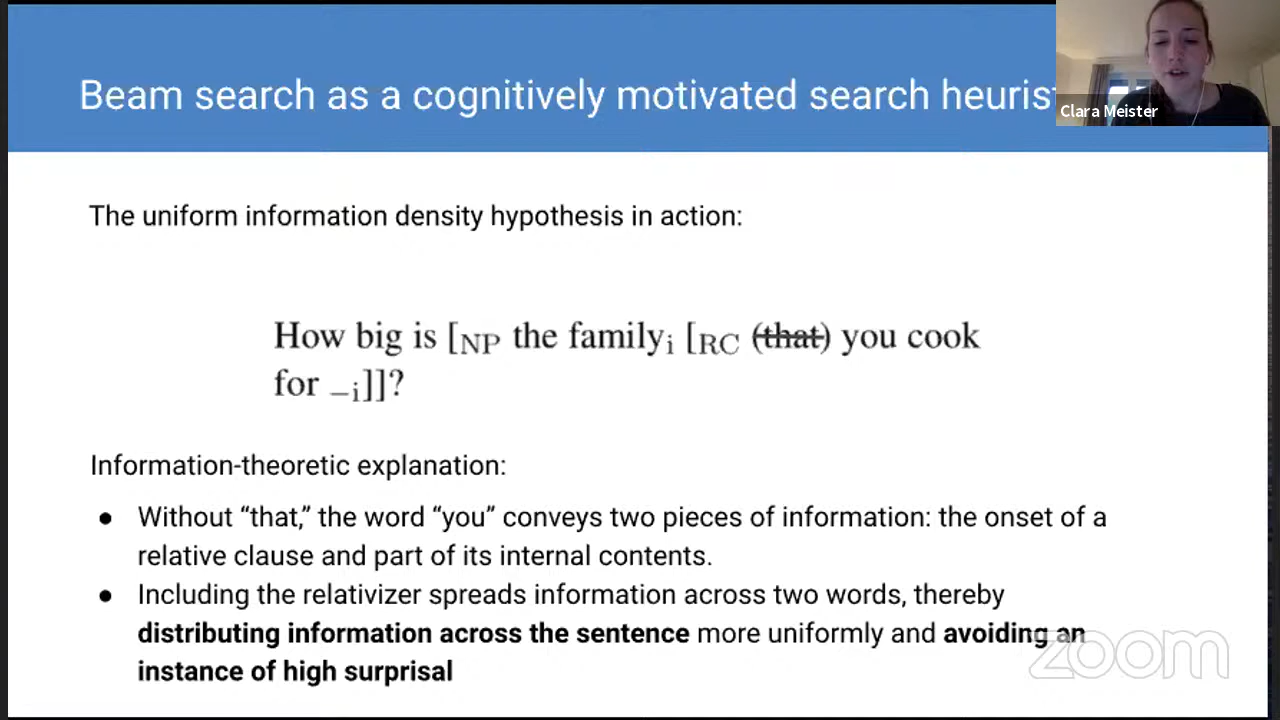 Beam search as a cognitively motivated search heuris
Clara Meister
The uniform information density hypothesis in action:
How big is [NP the familyi [RC (that) you cook
for _i]]?
Information-theoretic explanation:
● Without “that,” the word “you” conveys two pieces of information: the onset of a
relative clause and part of its internal contents.
● Including the relativizer spreads information across two words, thereby
distributing information across the sentence more uniformly and avoiding an
instance of high surprisal
zoom